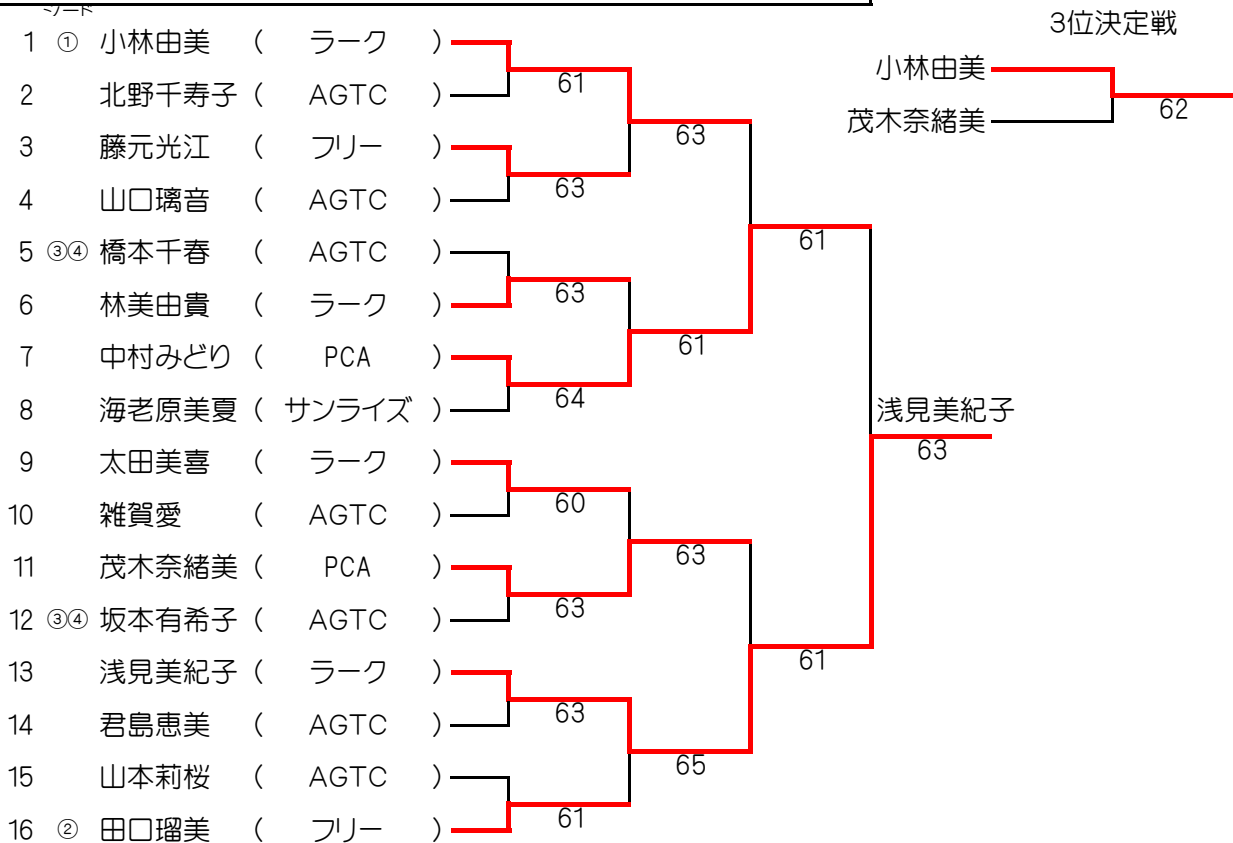 シード
1 ① 小林由美 ( ラーク )
2 北野千寿子 ( AGTC )
3 藤元光江 ( フリー )
4 山口璃音 ( AGTC )
5 ③④ 橋本千春 ( AGTC )
6 林美由貴 ( ラーク )
7 中村みどり ( PCA )
8 海老原美夏 ( サンライズ )
9 太田美喜 ( ラーク )
10 雑賀愛 ( AGTC )
11 茂木奈緒美 ( PCA )
12 ③④ 坂本有希子 ( AGTC )
13 浅見美紀子 ( ラーク )
14 君島恵美 ( AGTC )
15 山本莉桜 ( AGTC )
16 ② 田口瑠美 ( フリー )
61
63
63
64
60
63
63
61
63
61
63
65
61
61
浅見美紀子
63
3位決定戦
小林由美
茂木奈緒美
62